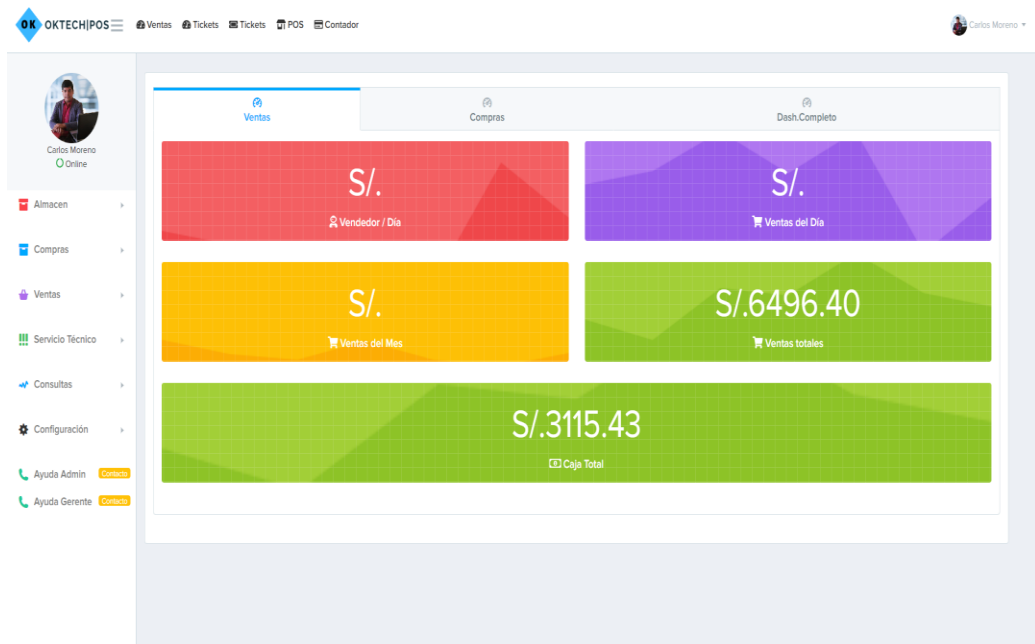 OK OKTECH|POS Ventas Tickets Tickets POS Contador Carlos Moreno
Carlos Moreno
Online
Almacen
Compras
Ventas
Servicio Técnico
Consultas
Configuración
Ayuda Admin Contacto
Ayuda Gerente Contacto
Ventas Compras Dash.Completo
S/.
Vendedor / Día
S/.
Ventas del Día
S/.
Ventas del Mes
S/.6496.40
Ventas totales
S/.3115.43
Caja Total